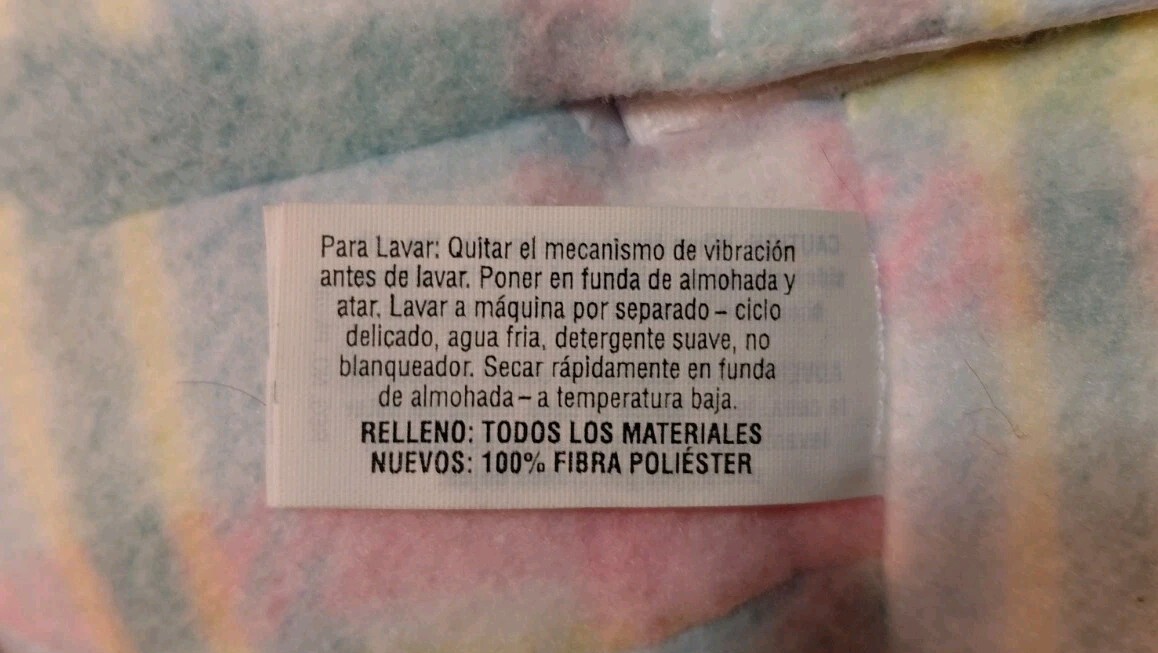 Para Lavar: Quitar el mecanismo de vibración
antes de lavar. Poner en funda de almohada y
atar. Lavar a máquina por separado – ciclo
delicado, agua fria, detergente suave, no
blanqueador. Secar rápidamente en funda
de almohada – a temperatura baja.
RELLENO: TODOS LOS MATERIALES
NUEVOS: 100% FIBRA POLIÉSTER